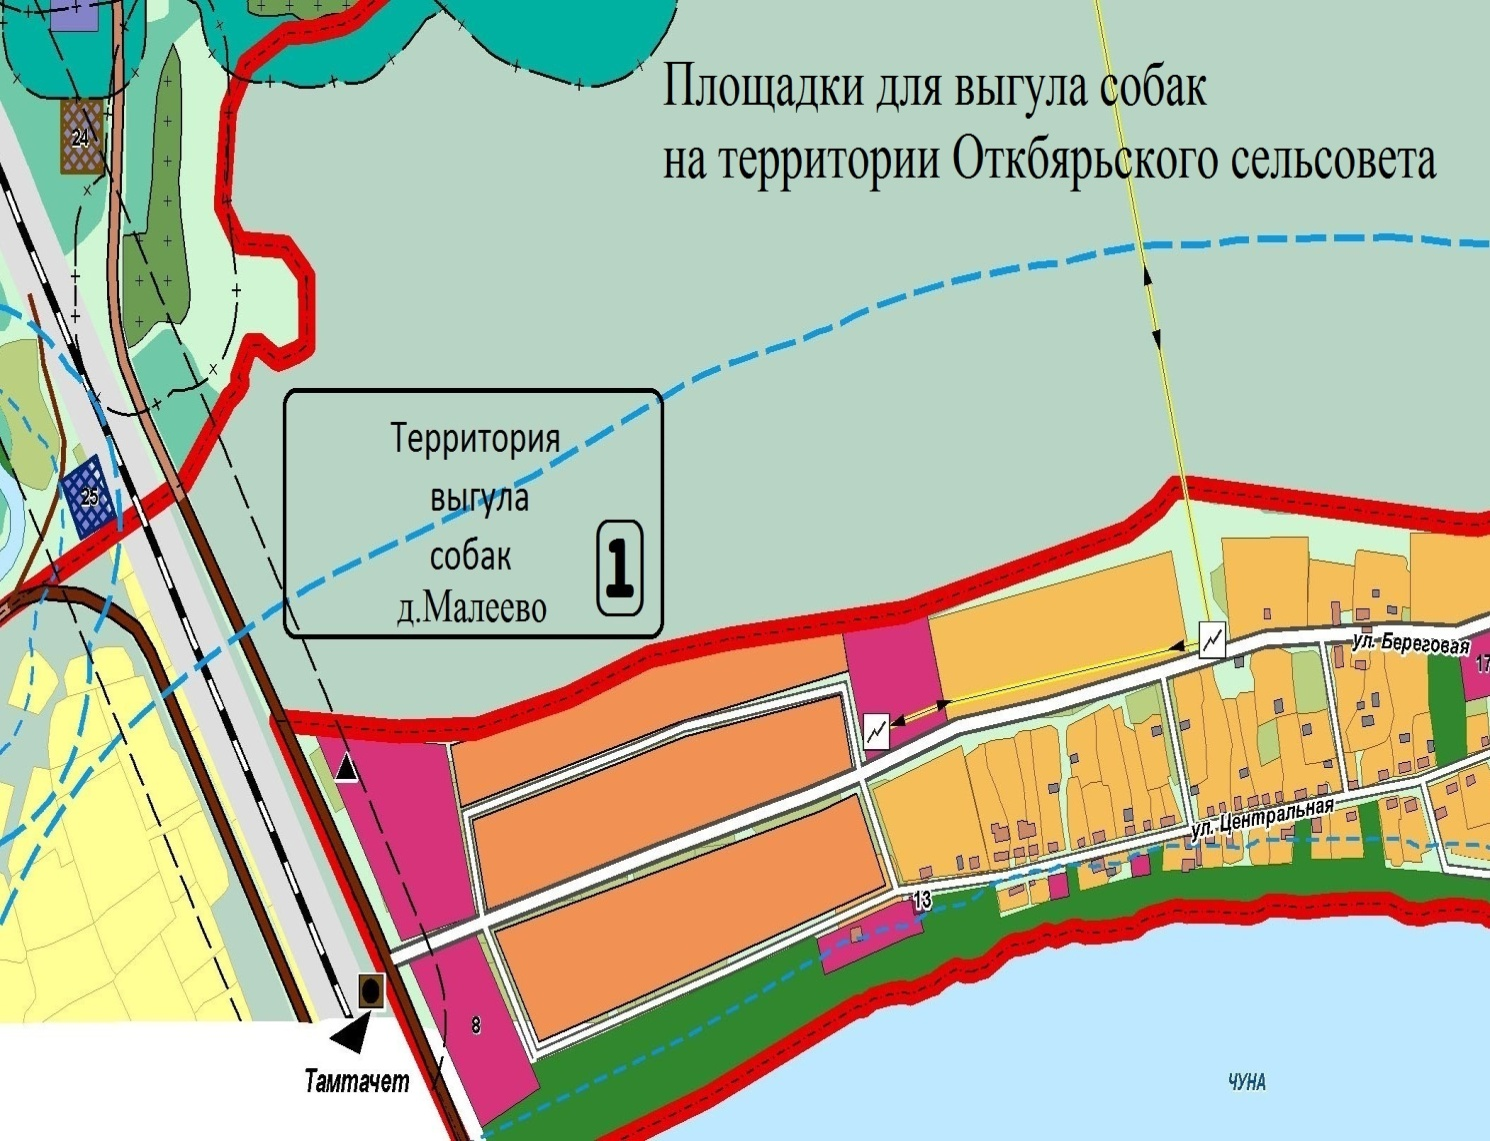 Площадки для выгула собак
на территории Откбярьского сельсовета
24
Территория
выгула
собак
д.Малеево
1
25
ул. Береговая
17
ул. Центральная
13
8
Тамтачет
ЧУНА